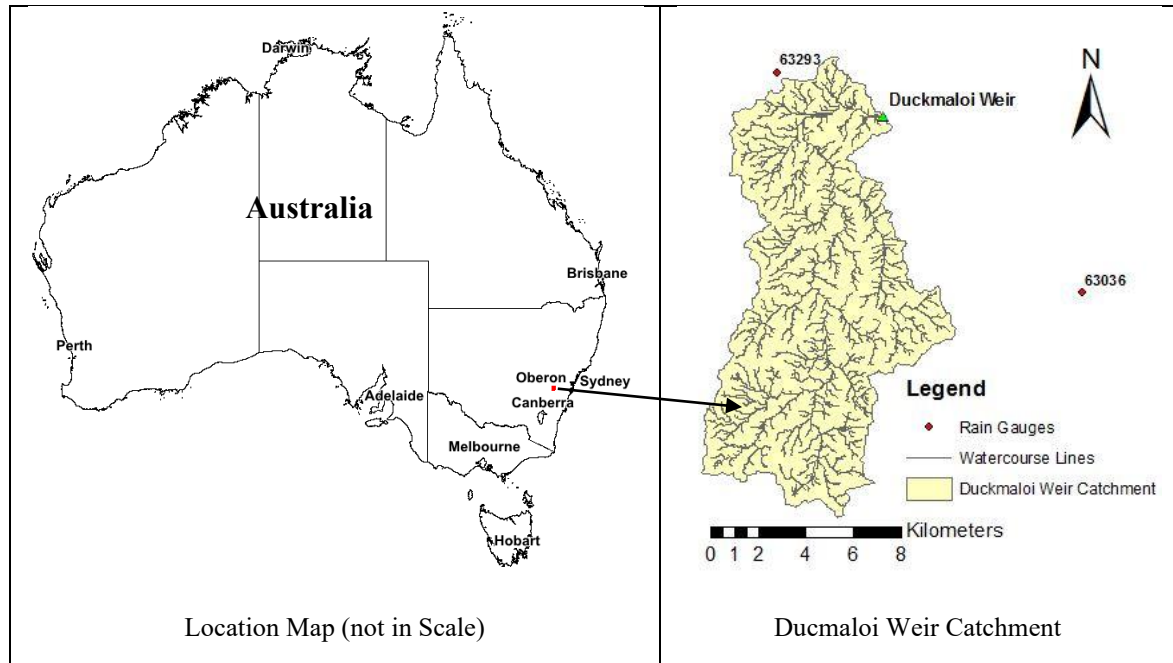 Darwin
Australia
Brisbane
Perth
Oberon
Sydney
Adelaide
Canberra
Melbourne
Hobart
Location Map (not in Scale)
63293
N
Duckmaloi Weir
63036
Legend
Rain Gauges
Watercourse Lines
Duckmaloi Weir Catchment
Kilometers
0 1 2 4 6 8
Ducmaloi Weir Catchment